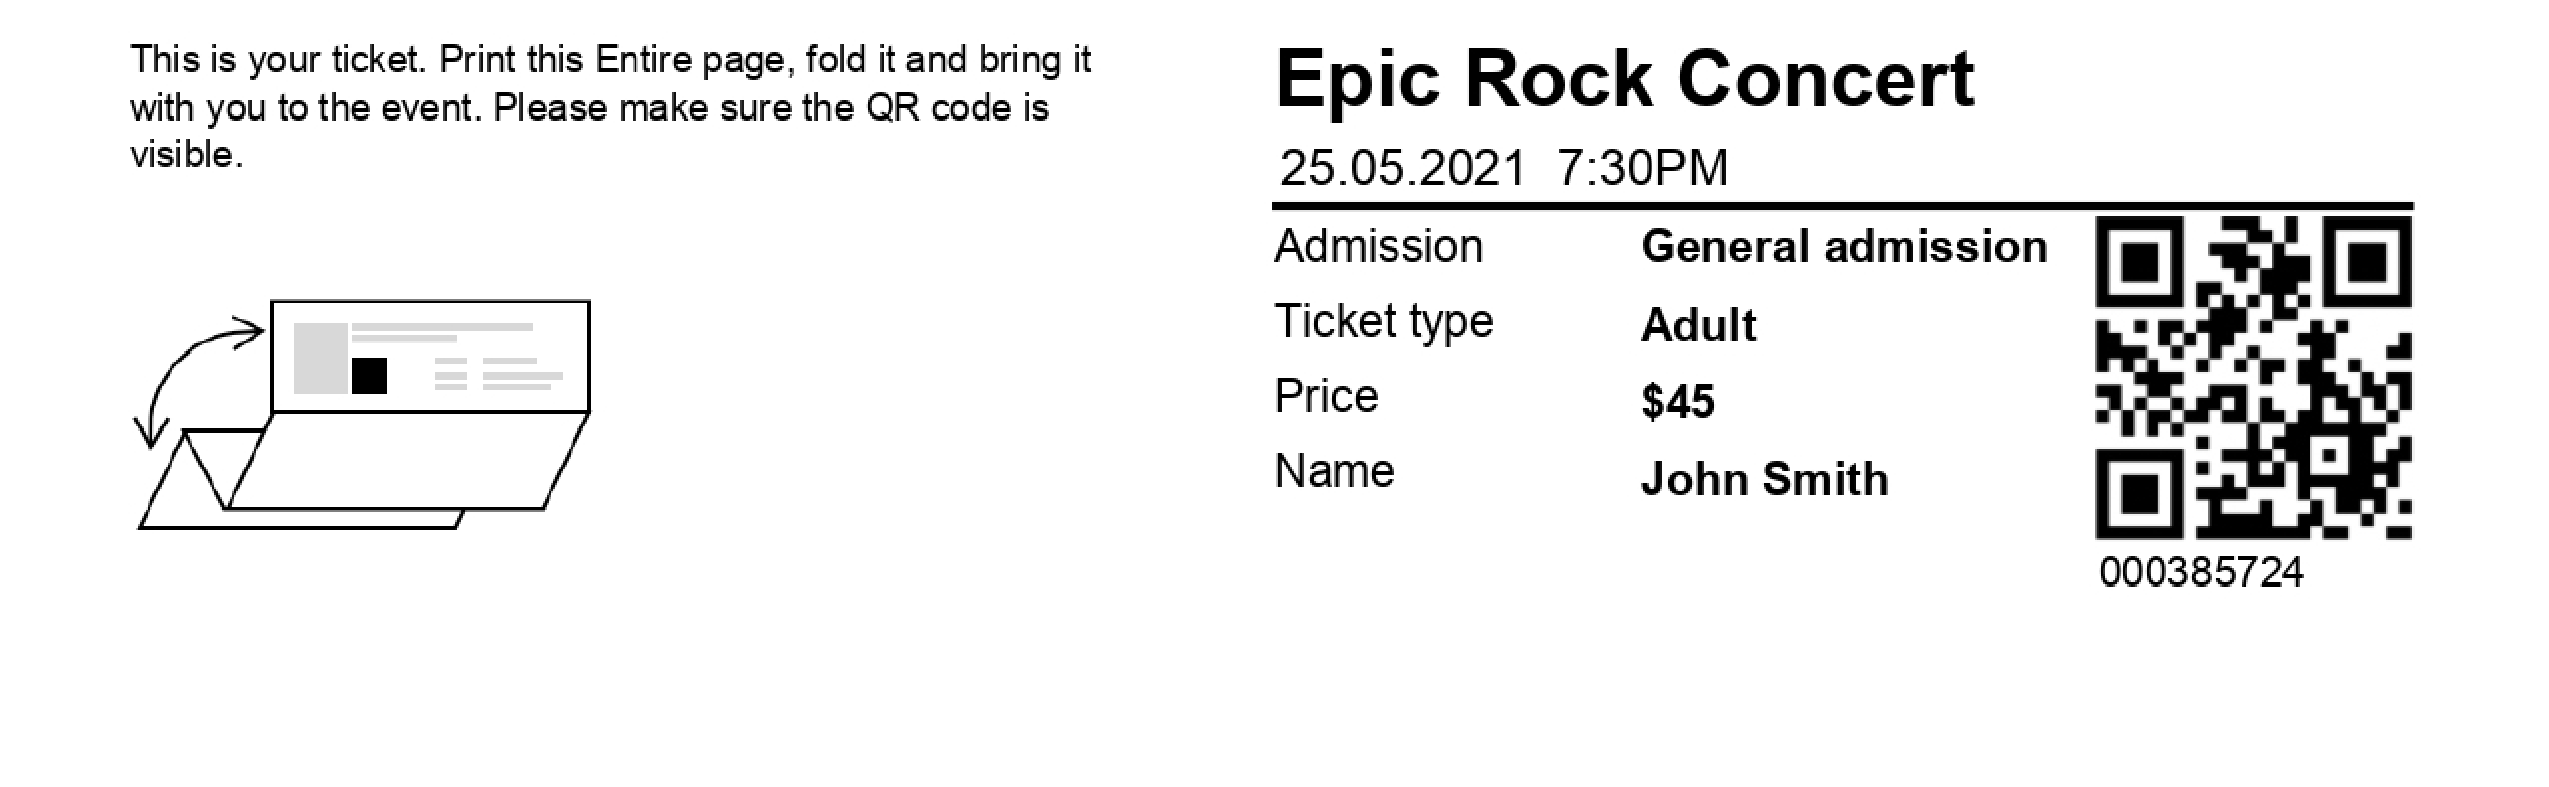 This is your ticket. Print this Entire page, fold it and bring it
with you to the event. Please make sure the QR code is
visible.
Epic Rock Concert
25.05.2021 7:30PM
Admission General admission
Ticket type Adult
Price $45
Name John Smith
000385724